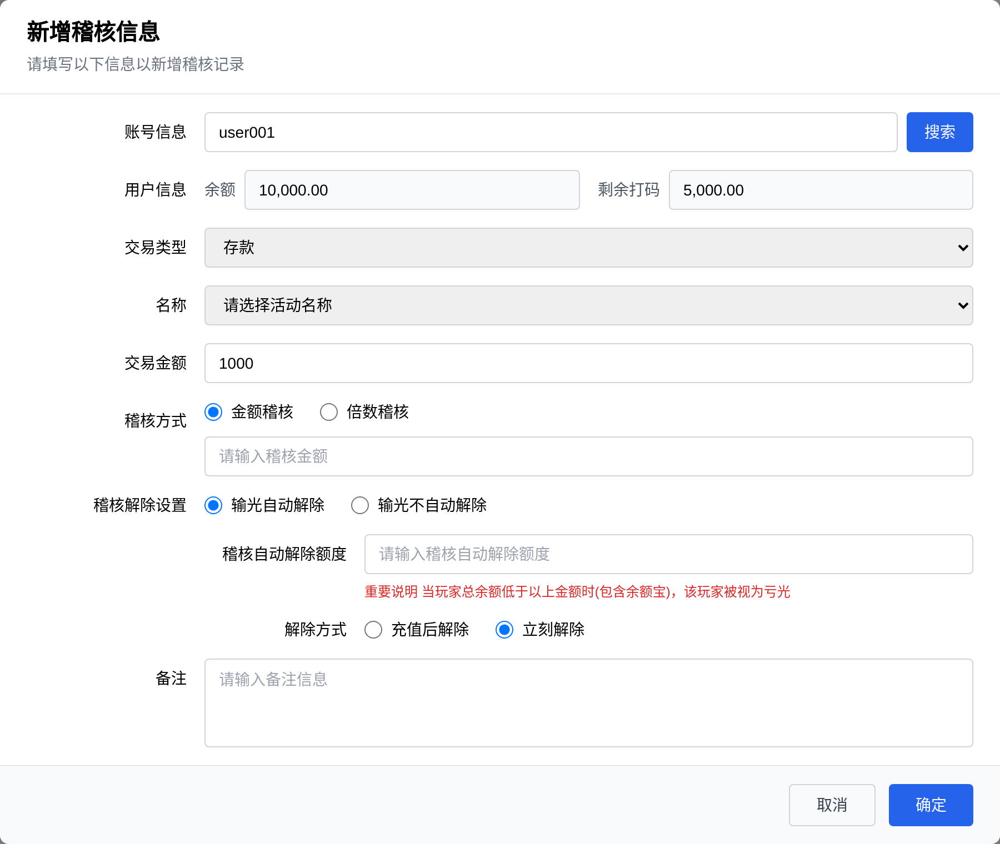 新增稽核信息
请填写以下信息以新增稽核记录
账号信息 user001 搜索
用户信息 余额 10,000.00 剩余打码 5,000.00
交易类型 存款
名称 请选择活动名称
交易金额 1000
稽核方式 金额稽核 倍数稽核
请输入稽核金额
稽核解除设置 输光自动解除 输光不自动解除
稽核自动解除额度 请输入稽核自动解除额度
重要说明 当玩家总余额低于以上金额时(包含余额宝)，该玩家被视为亏光
解除方式 充值后解除 立刻解除
备注 请输入备注信息
取消 确定